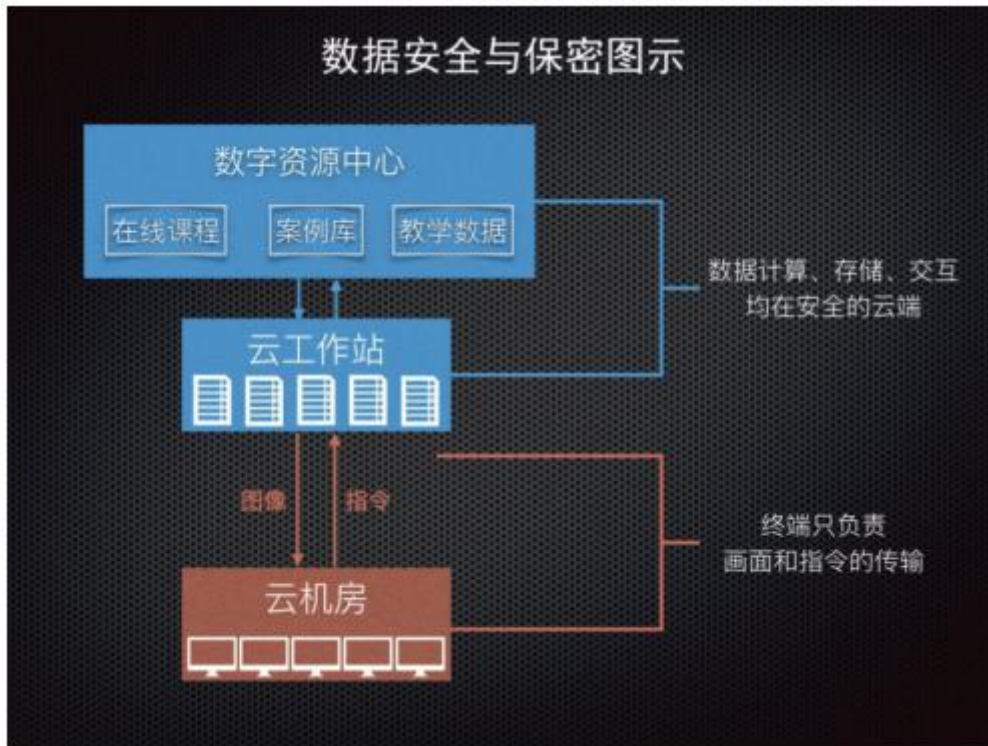 数据安全与保密图示
数字资源中心
在线课程
案例库
教学数据
数据计算、存储、交互
均在安全的云端
云工作站
图像
指令
终端只负责
画面和指令的传输
云机房